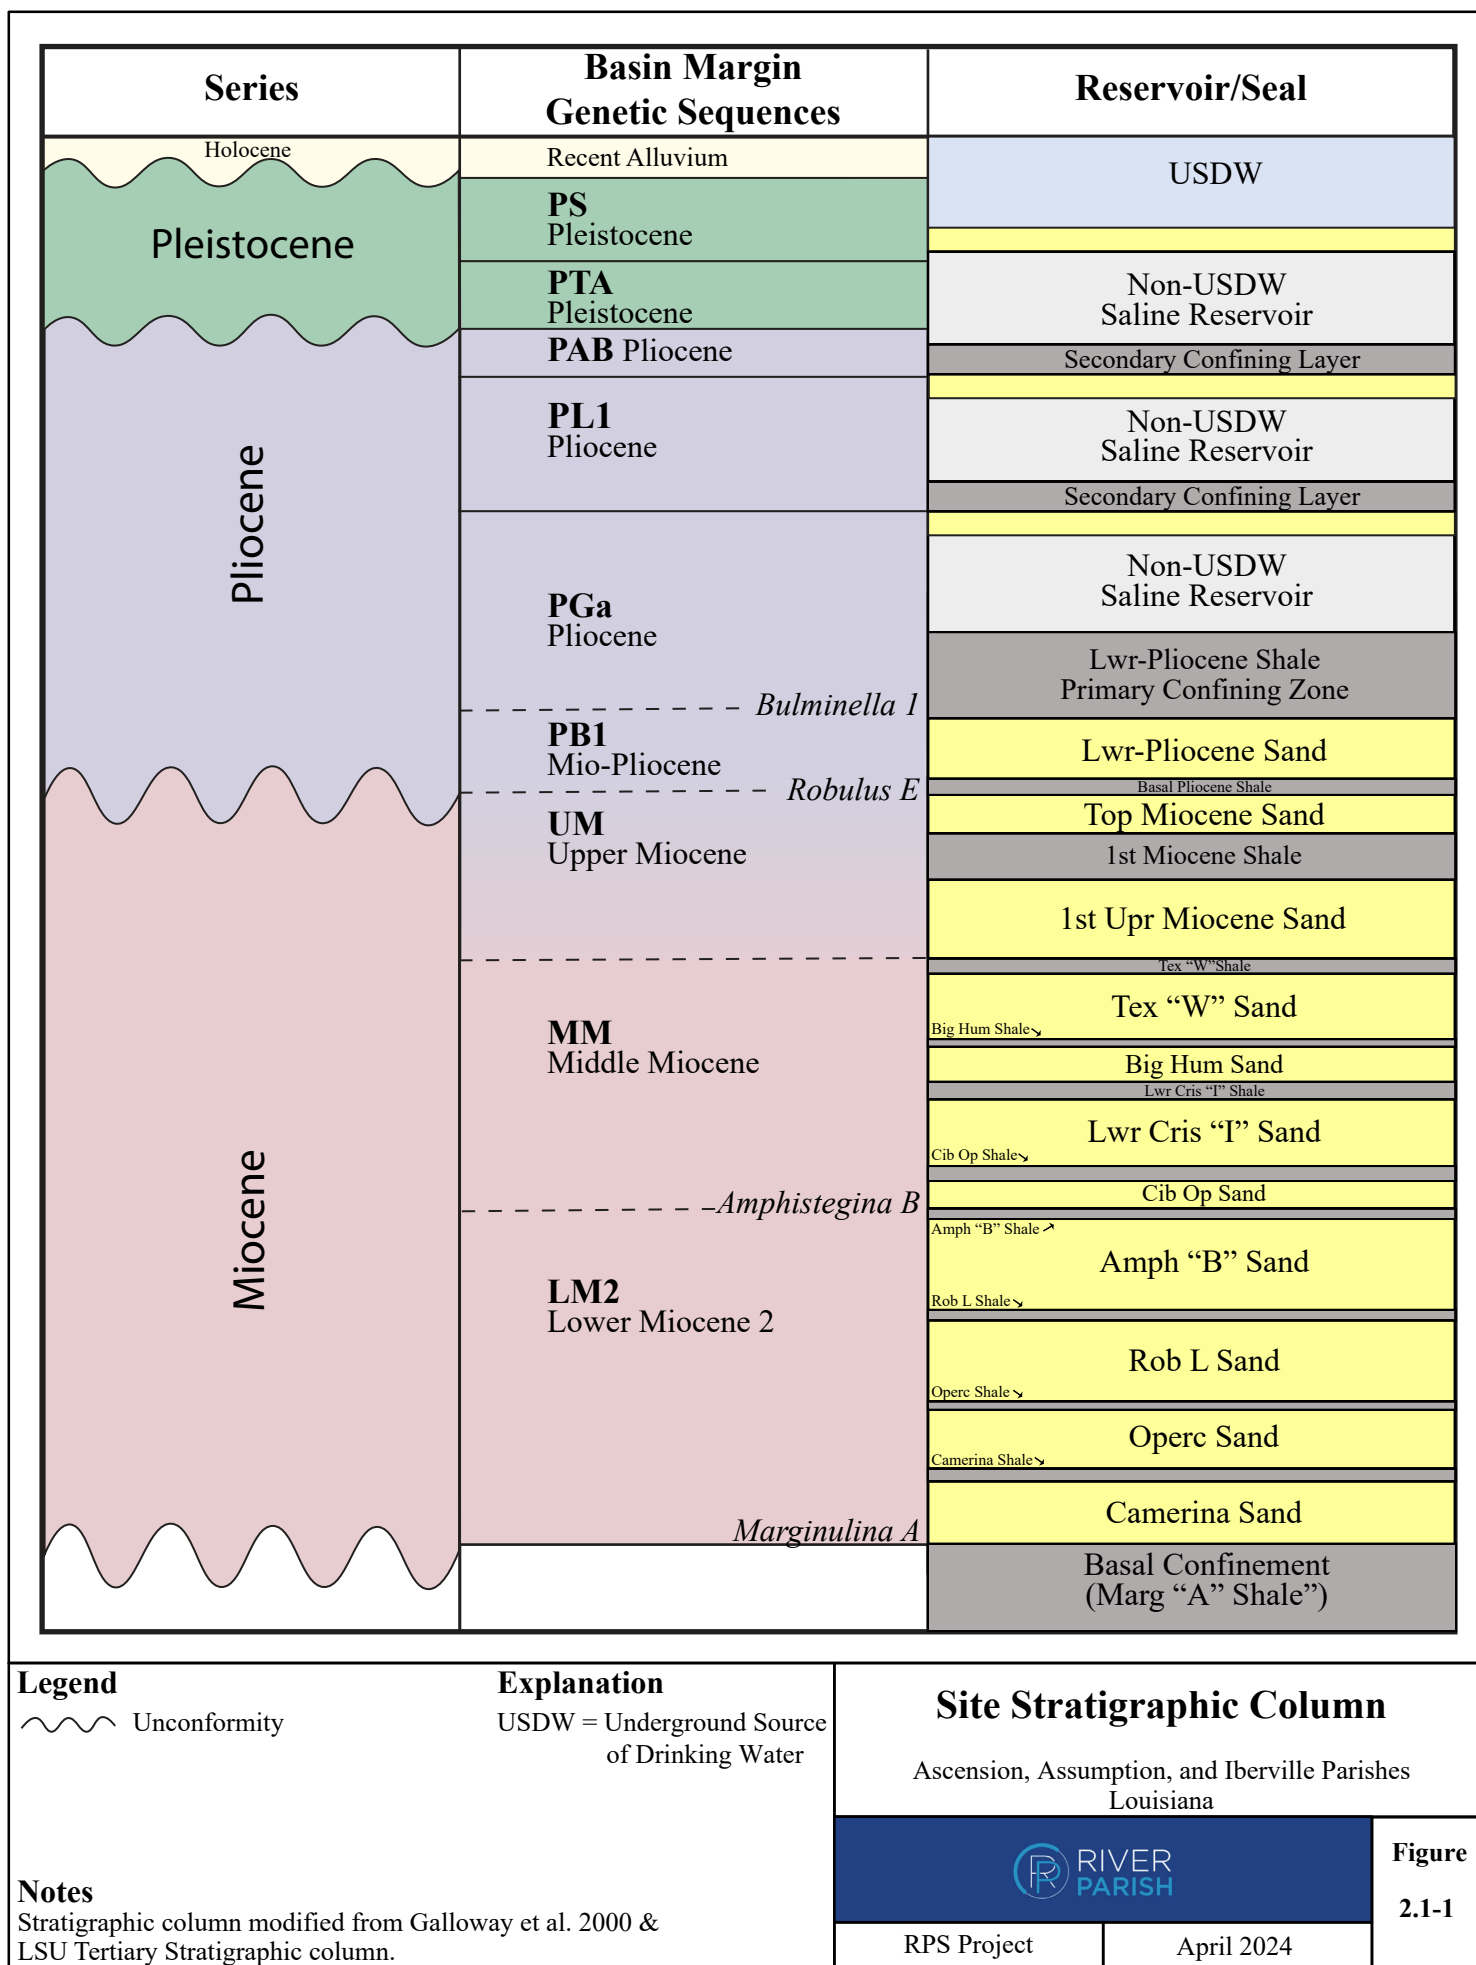 Series
Basin Margin
Genetic Sequences
Reservoir/Seal
Holocene
Pleistocene
Pliocene
Miocene
Recent Alluvium
PS
Pleistocene
PTA
Pleistocene
PAB Pliocene
PL1
Pliocene
PGa
Pliocene
Bulminella 1
PB1
Mio-Pliocene
Robulus E
UM
Upper Miocene
MM
Middle Miocene
Amphistegina B
LM2
Lower Miocene 2
Marginulina A
USDW
Non-USDW
Saline Reservoir
Secondary Confining Layer
Non-USDW
Saline Reservoir
Secondary Confining Layer
Non-USDW
Saline Reservoir
Lwr-Pliocene Shale
Primary Confining Zone
Lwr-Pliocene Sand
Basal Pliocene Shale
Top Miocene Sand
1st Miocene Shale
1st Upr Miocene Sand
Tex “W”Shale
Tex “W” Sand
Big Hum Shale
Big Hum Sand
Lwr Cris “I” Shale
Lwr Cris “I” Sand
Cib Op Shale
Cib Op Sand
Amph “B” Shale
Amph “B” Sand
Rob L Shale
Rob L Sand
Operc Shale
Operc Sand
Camerina Shale
Camerina Sand
Basal Confinement
(Marg “A” Shale”)
Legend
Unconformity
Explanation
USDW = Underground Source
of Drinking Water
Notes
Stratigraphic column modified from Galloway et al. 2000 &
LSU Tertiary Stratigraphic column.
Site Stratigraphic Column
Ascension, Assumption, and Iberville Parishes
Louisiana
RIVER
PARISH
Figure
2.1-1
RPS Project
April 2024